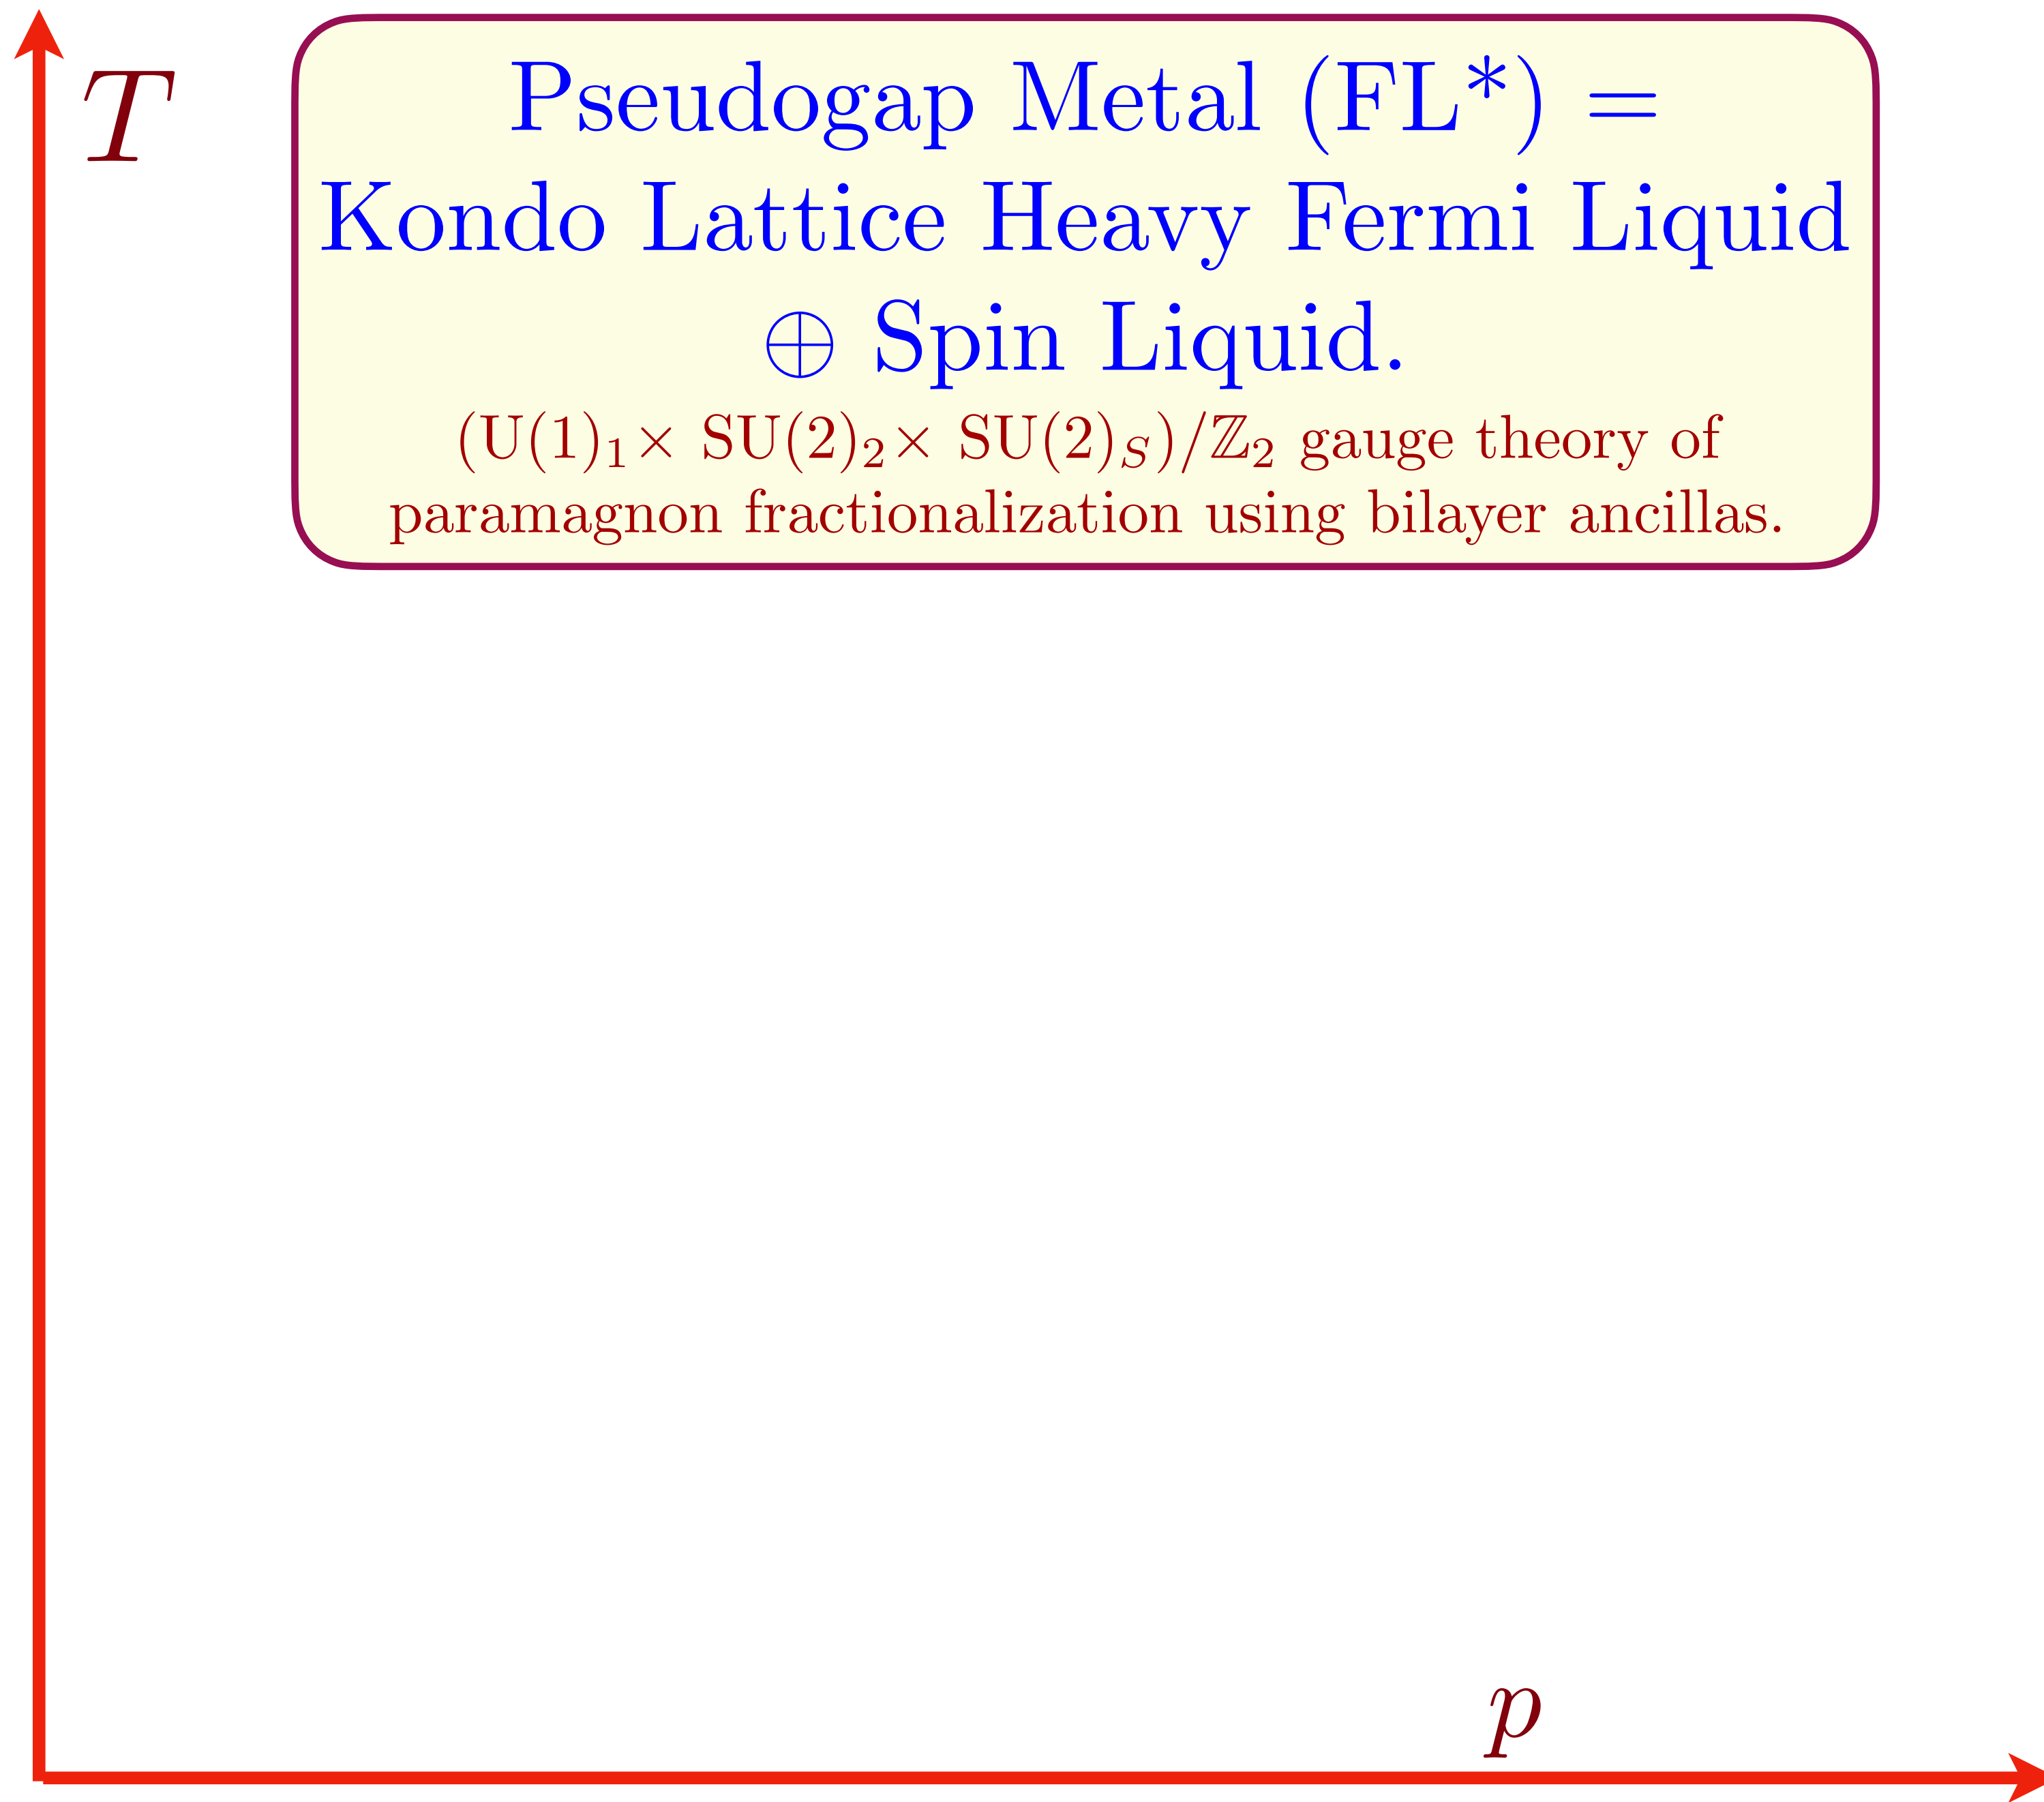 T
Pseudogap Metal (FL*) =
Kondo Lattice Heavy Fermi Liquid
⊕ Spin Liquid.
(U(1)₁× SU(2)₂× SU(2)_S)/ℤ₂ gauge theory of
paramagnon fractionalization using bilayer ancillas.
p